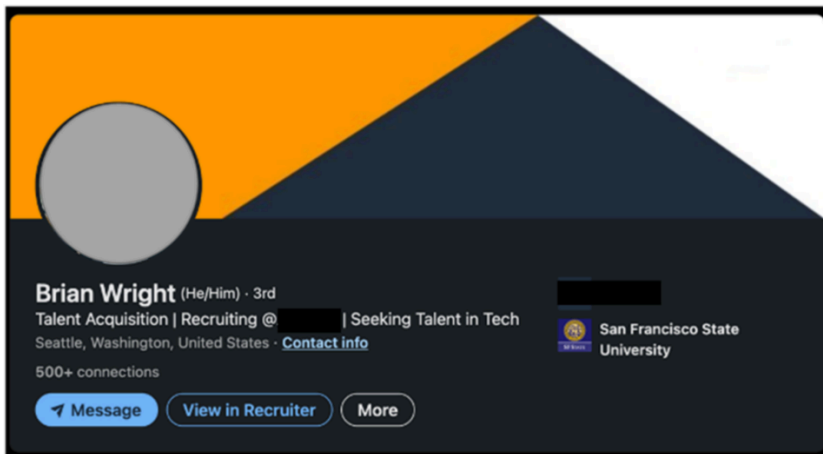 Brian Wright (He/Him) · 3rd
Talent Acquisition | Recruiting @ | Seeking Talent in Tech
Seattle, Washington, United States · Contact info
500+ connections
Message
View in Recruiter
More
San Francisco State
University